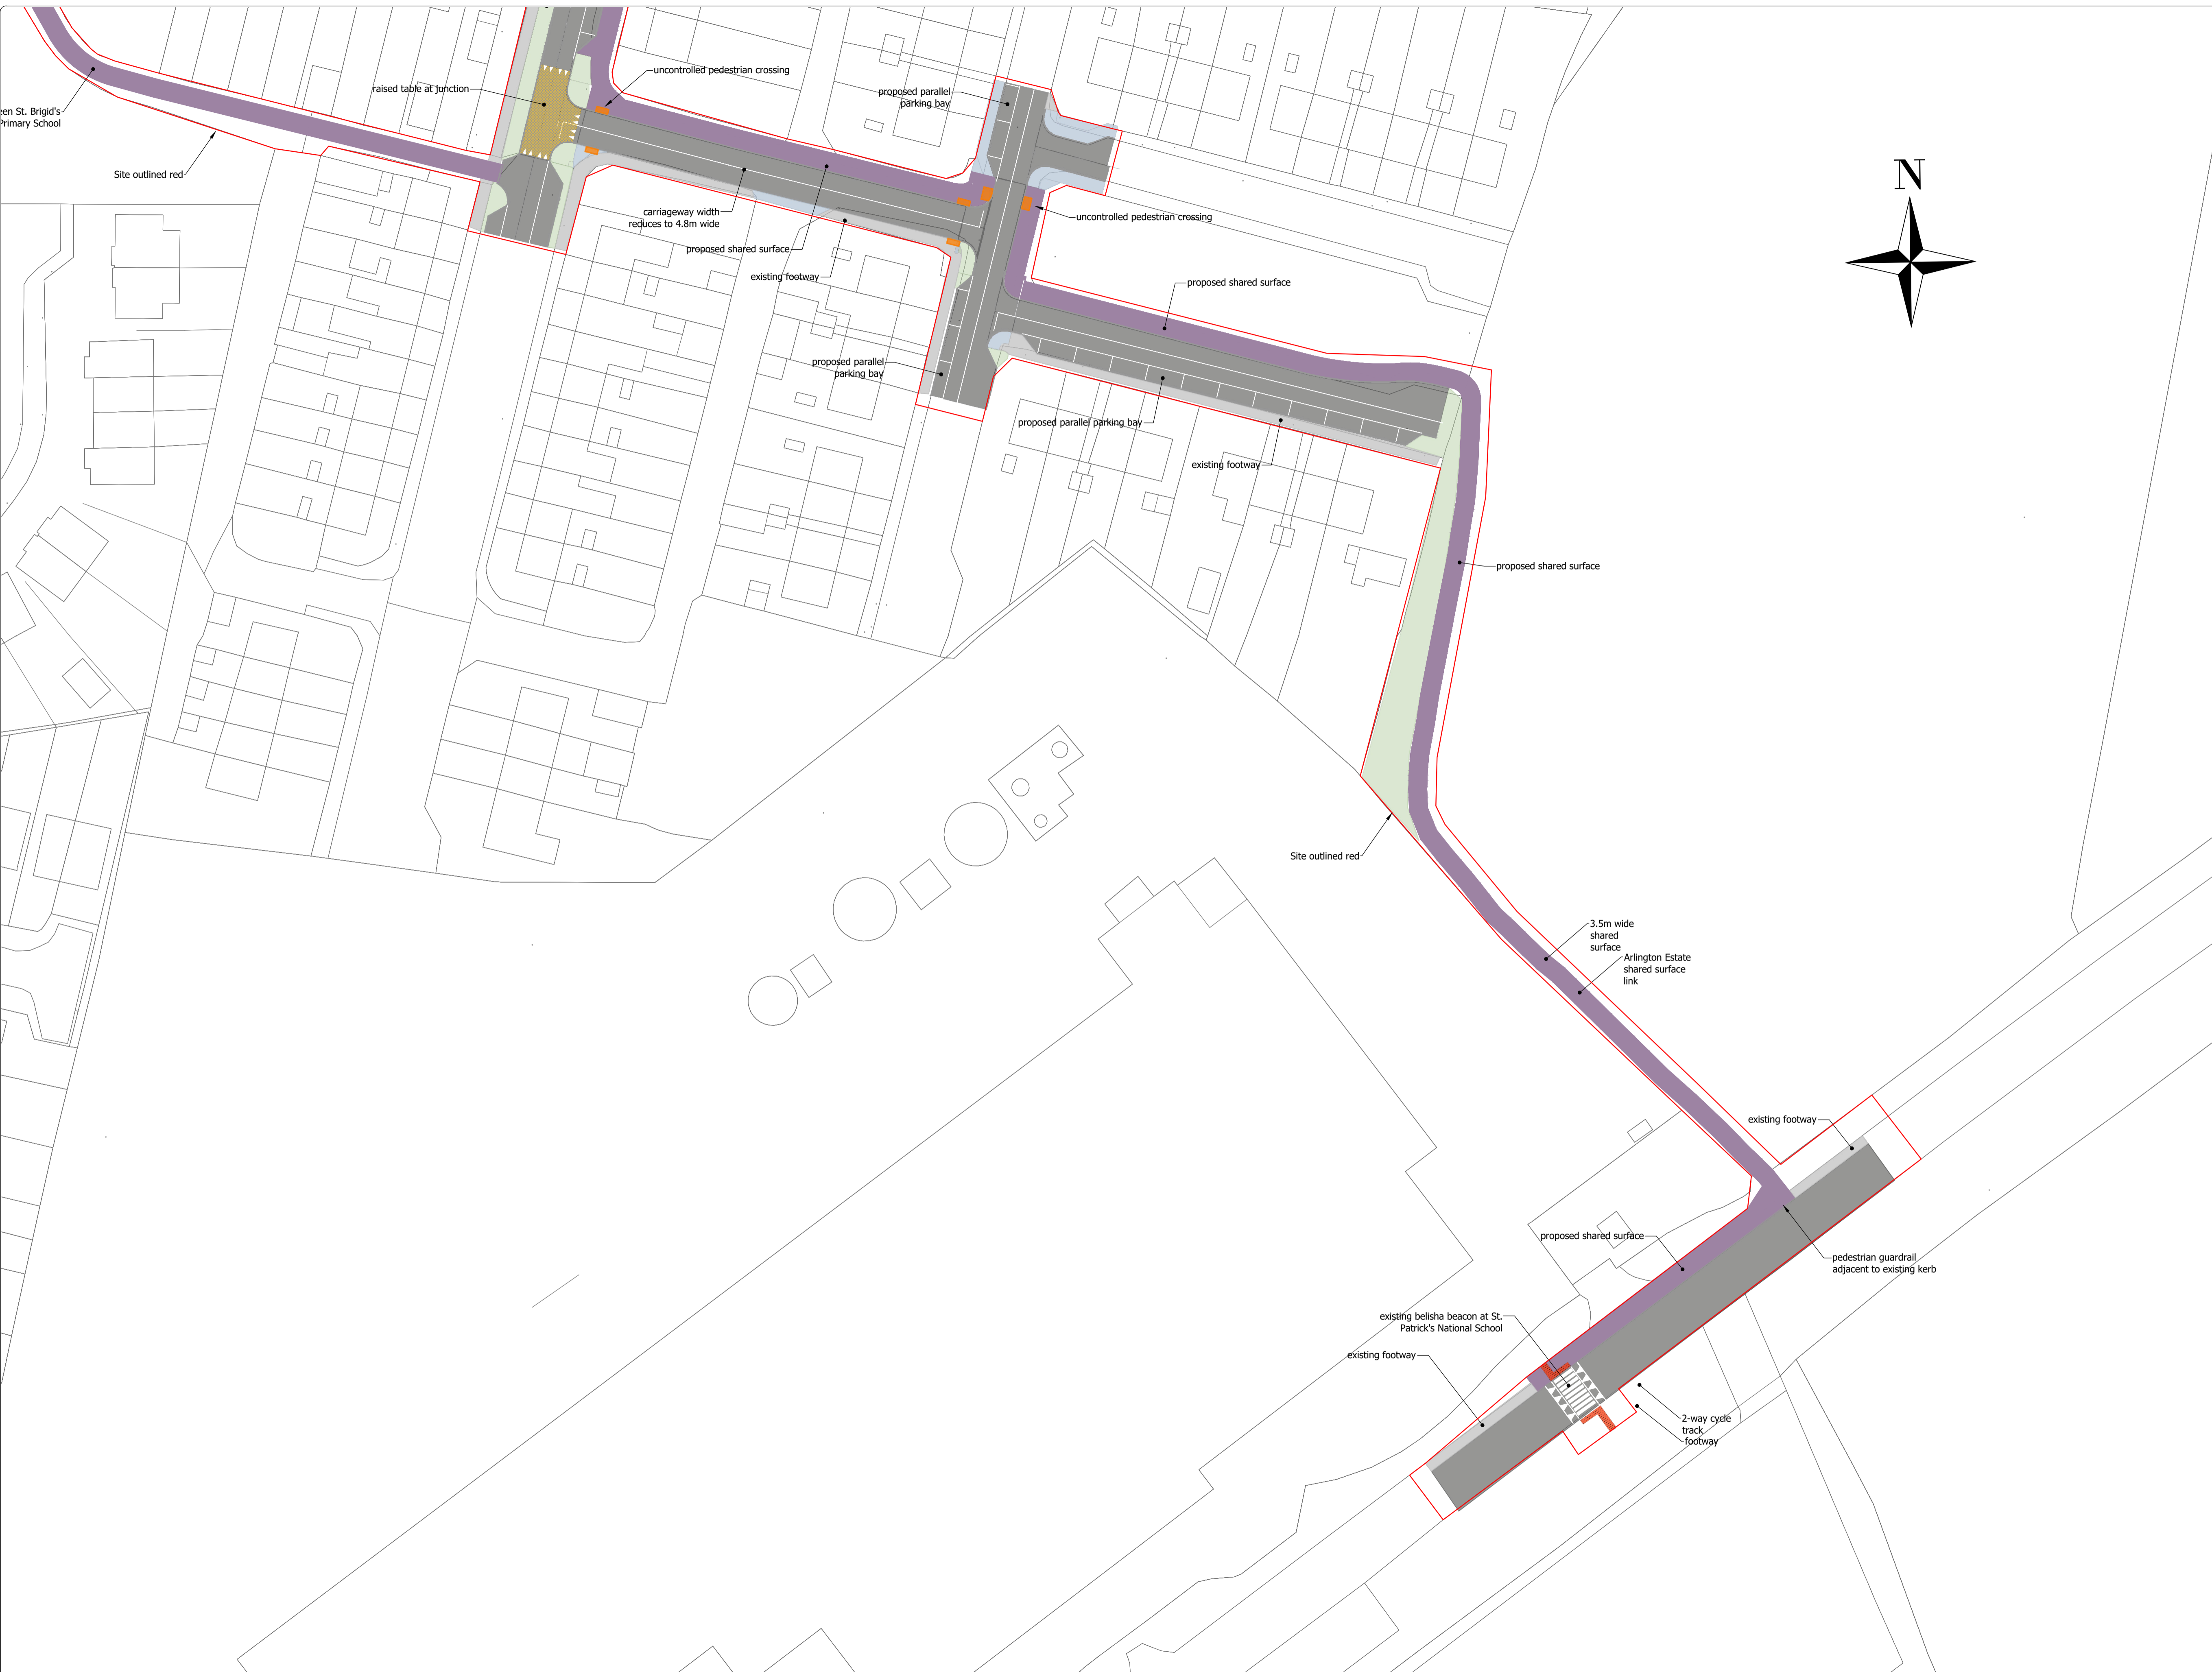 uncontrolled pedestrian crossing
raised table at junction
proposed parallel
parking bay
een St. Brigid's
Primary School
Site outlined red
N
carriageway width
reduces to 4.8m wide
uncontrolled pedestrian crossing
proposed shared surface
existing footway
proposed shared surface
proposed parallel
parking bay
proposed parallel parking bay
existing footway
proposed shared surface
Site outlined red
3.5m wide
shared
surface
Arlington Estate
shared surface
link
existing footway
proposed shared surface
pedestrian guardrail
adjacent to existing kerb
existing belisha beacon at St.
Patrick's National School
existing footway
2-way cycle
track
footway